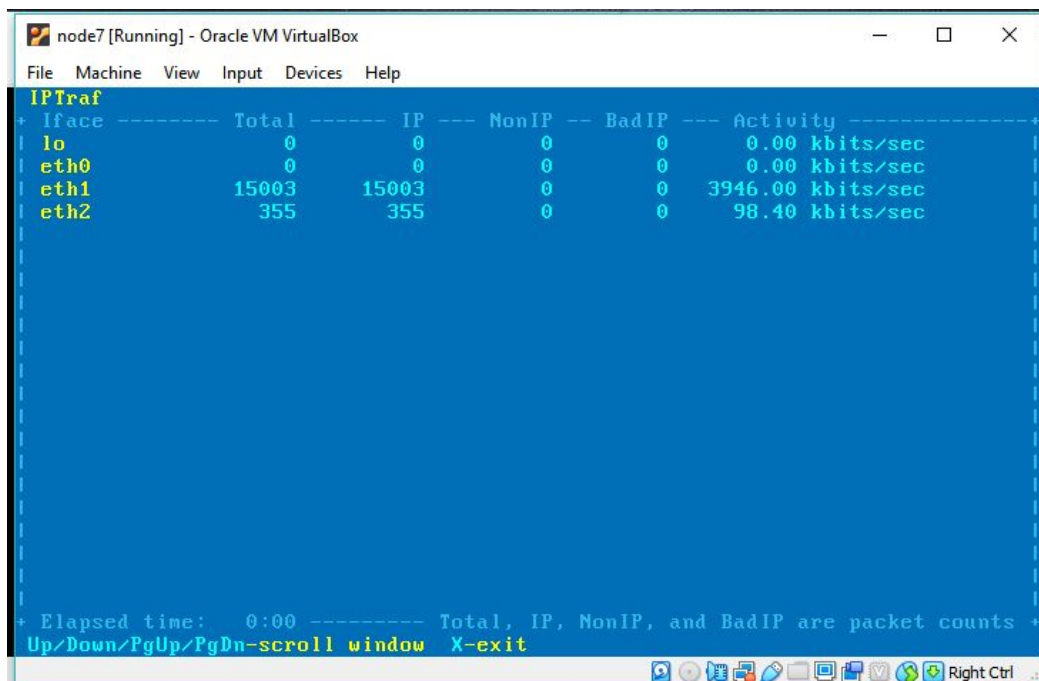 node7 [Running] - Oracle VM VirtualBox
File Machine View Input Devices Help
IPTraf
+ Iface -------- Total ------ IP --- NonIP -- BadIP --- Activity --------------+
| lo 0 0 0 0 0.00 kbits/sec |
| eth0 0 0 0 0 0.00 kbits/sec |
| eth1 15003 15003 0 0 3946.00 kbits/sec |
| eth2 355 355 0 0 98.40 kbits/sec |
+ Elapsed time: 0:00 --------- Total, IP, NonIP, and BadIP are packet counts +
Up/Down/PgUp/PgDn-scroll window X-exit
Right Ctrl